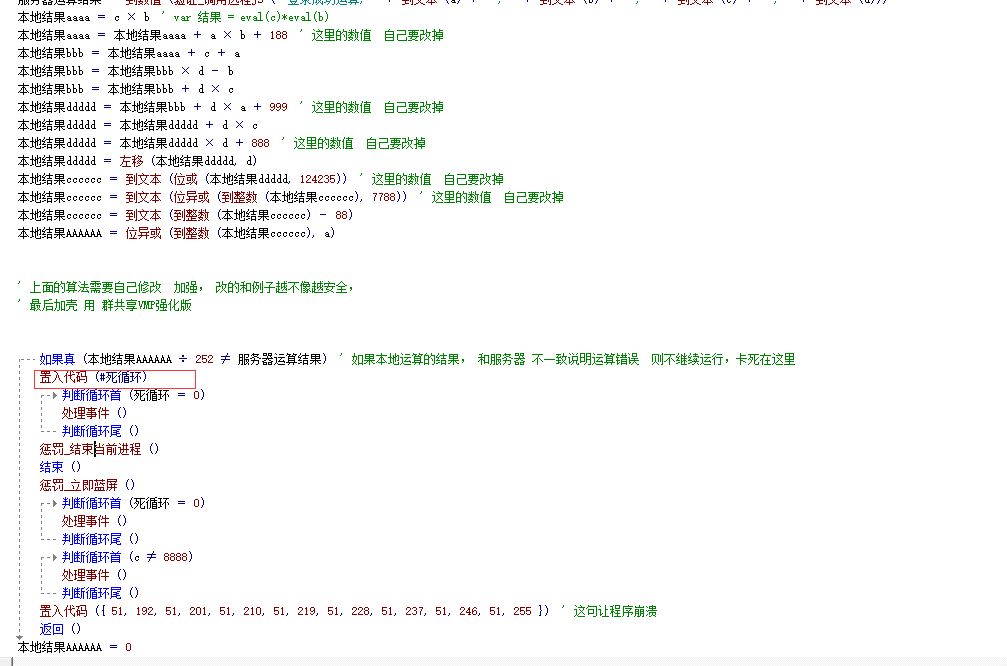 服务器运算结果 = 到数值 (验证_调用远程js (“登录成功运算” + 到文本 (a) + “,” + 到文本 (b) + “,” + 到文本 (c) + “,” + 到文本 (d)))
本地结果aaaa = c × b ' var 结果 = eval(c)*eval(b)
本地结果aaaa = 本地结果aaaa + a × b + 188 ' 这里的数值 自己要改掉
本地结果bbb = 本地结果aaaa + c + a
本地结果bbb = 本地结果bbb × d - b
本地结果bbb = 本地结果bbb + d × c
本地结果ddddd = 本地结果bbb + d × a + 999 ' 这里的数值 自己要改掉
本地结果ddddd = 本地结果ddddd + d × c
本地结果ddddd = 本地结果ddddd × d + 888 ' 这里的数值 自己要改掉
本地结果ddddd = 左移 (本地结果ddddd, d)
本地结果cccccc = 到文本 (位或 (本地结果ddddd, 124235)) ' 这里的数值 自己要改掉
本地结果cccccc = 到文本 (位异或 (到整数 (本地结果cccccc), 7788)) ' 这里的数值 自己要改掉
本地结果cccccc = 到文本 (到整数 (本地结果cccccc) - 88)
本地结果AAAAAA = 位异或 (到整数 (本地结果cccccc), a)
' 上面的算法需要自己修改 加强, 改的和例子越不像越安全,
' 最后加壳 用 群共享VMP强化版
如果真 (本地结果AAAAAA ÷ 252 ≠ 服务器运算结果) ' 如果本地运算的结果, 和服务器 不一致说明运算错误 则不继续运行,卡死在这里
置入代码 (#死循环)
判断循环首 (死循环 = 0)
处理事件 ()
判断循环尾 ()
惩罚_结束当前进程 ()
结束 ()
惩罚_立即蓝屏 ()
判断循环首 (死循环 = 0)
处理事件 ()
判断循环尾 ()
判断循环首 (c ≠ 8888)
处理事件 ()
判断循环尾 ()
置入代码 ({ 51, 192, 51, 201, 51, 210, 51, 219, 51, 228, 51, 237, 51, 246, 51, 255 }) ' 这句让程序崩溃
返回 ()
本地结果AAAAAA = 0